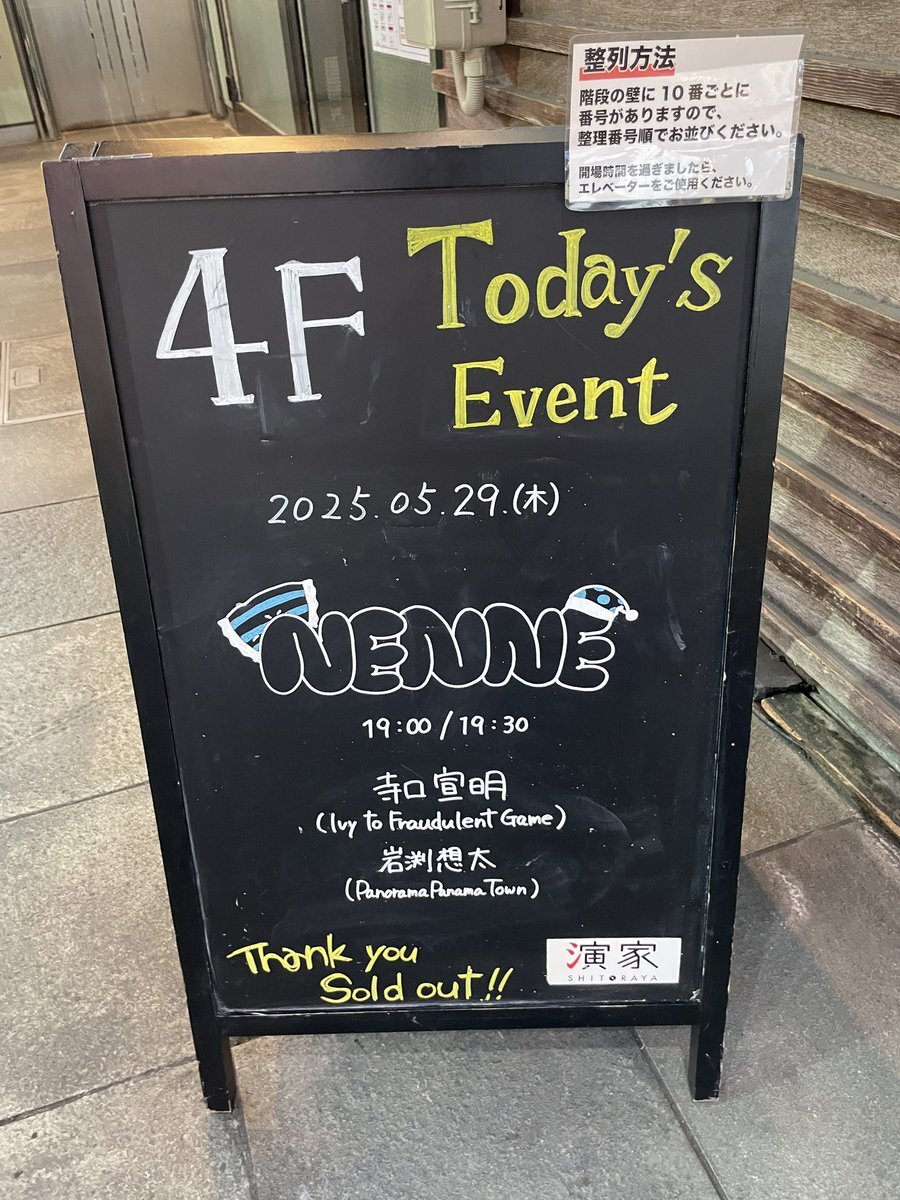 整列方法
階段の壁に10番ごとに
番号がありますので、
整理番号順でお並びください。
開場時間を過ぎましたら、
エレベーターをご使用ください。
4F Today's
Event
2025.05.29.(木)
NENNE
19:00 / 19:30
寺口宣明
(Ivy to Fraudulent Game)
岩渕想太
(Panorama Panama Town)
Thank you
Sold out!!
演家
SHITORAYA